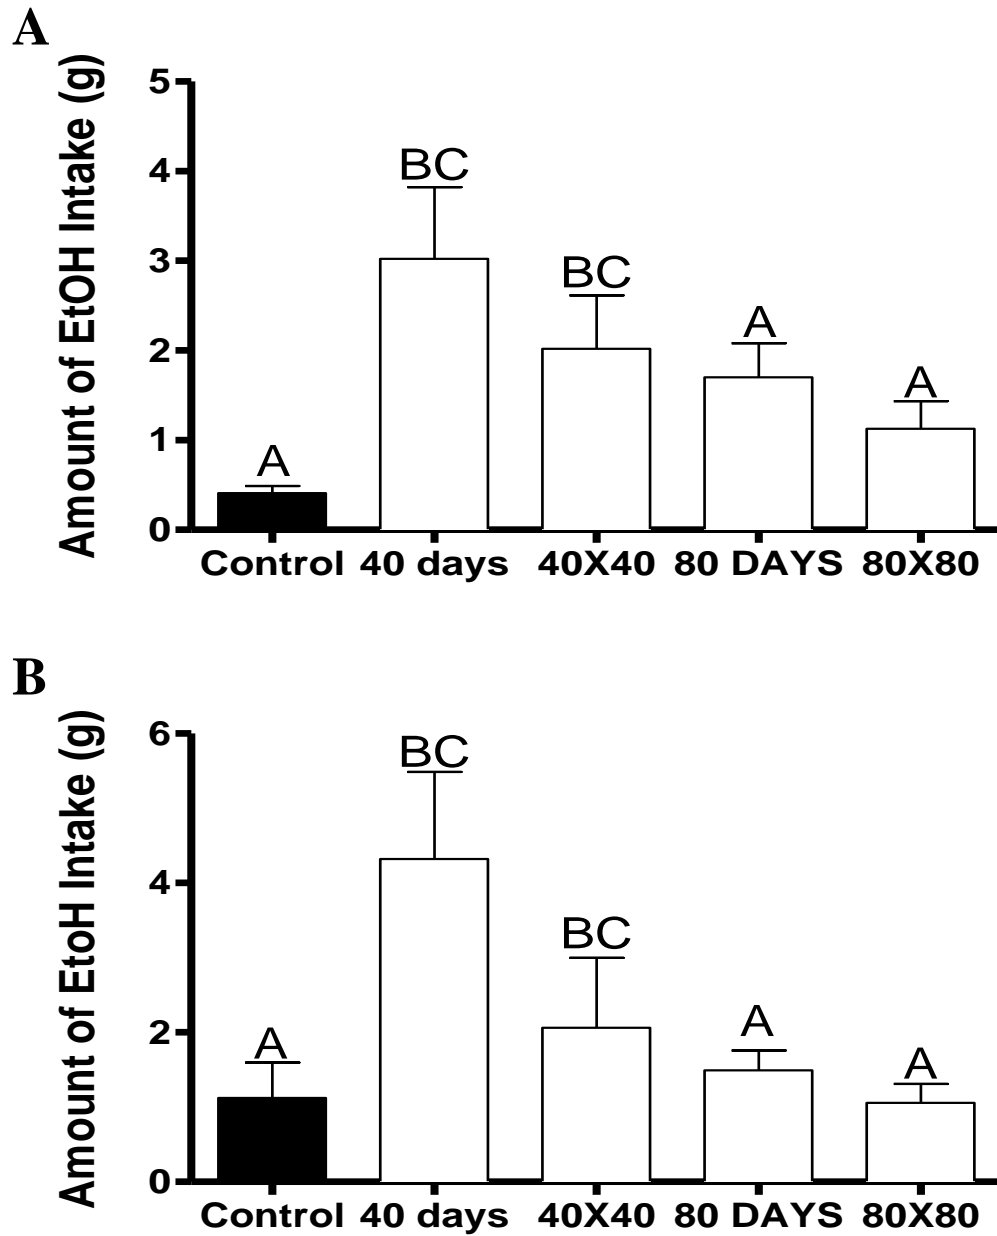 A
Amount of EtOH Intake (g)
5
4
3
2
1
0
BC
BC
A
A
A
Control 40 days 40X40 80 DAYS 80X80
B
Amount of EtoH Intake (g)
6
4
2
0
BC
BC
A
A
A
Control 40 days 40X40 80 DAYS 80X80